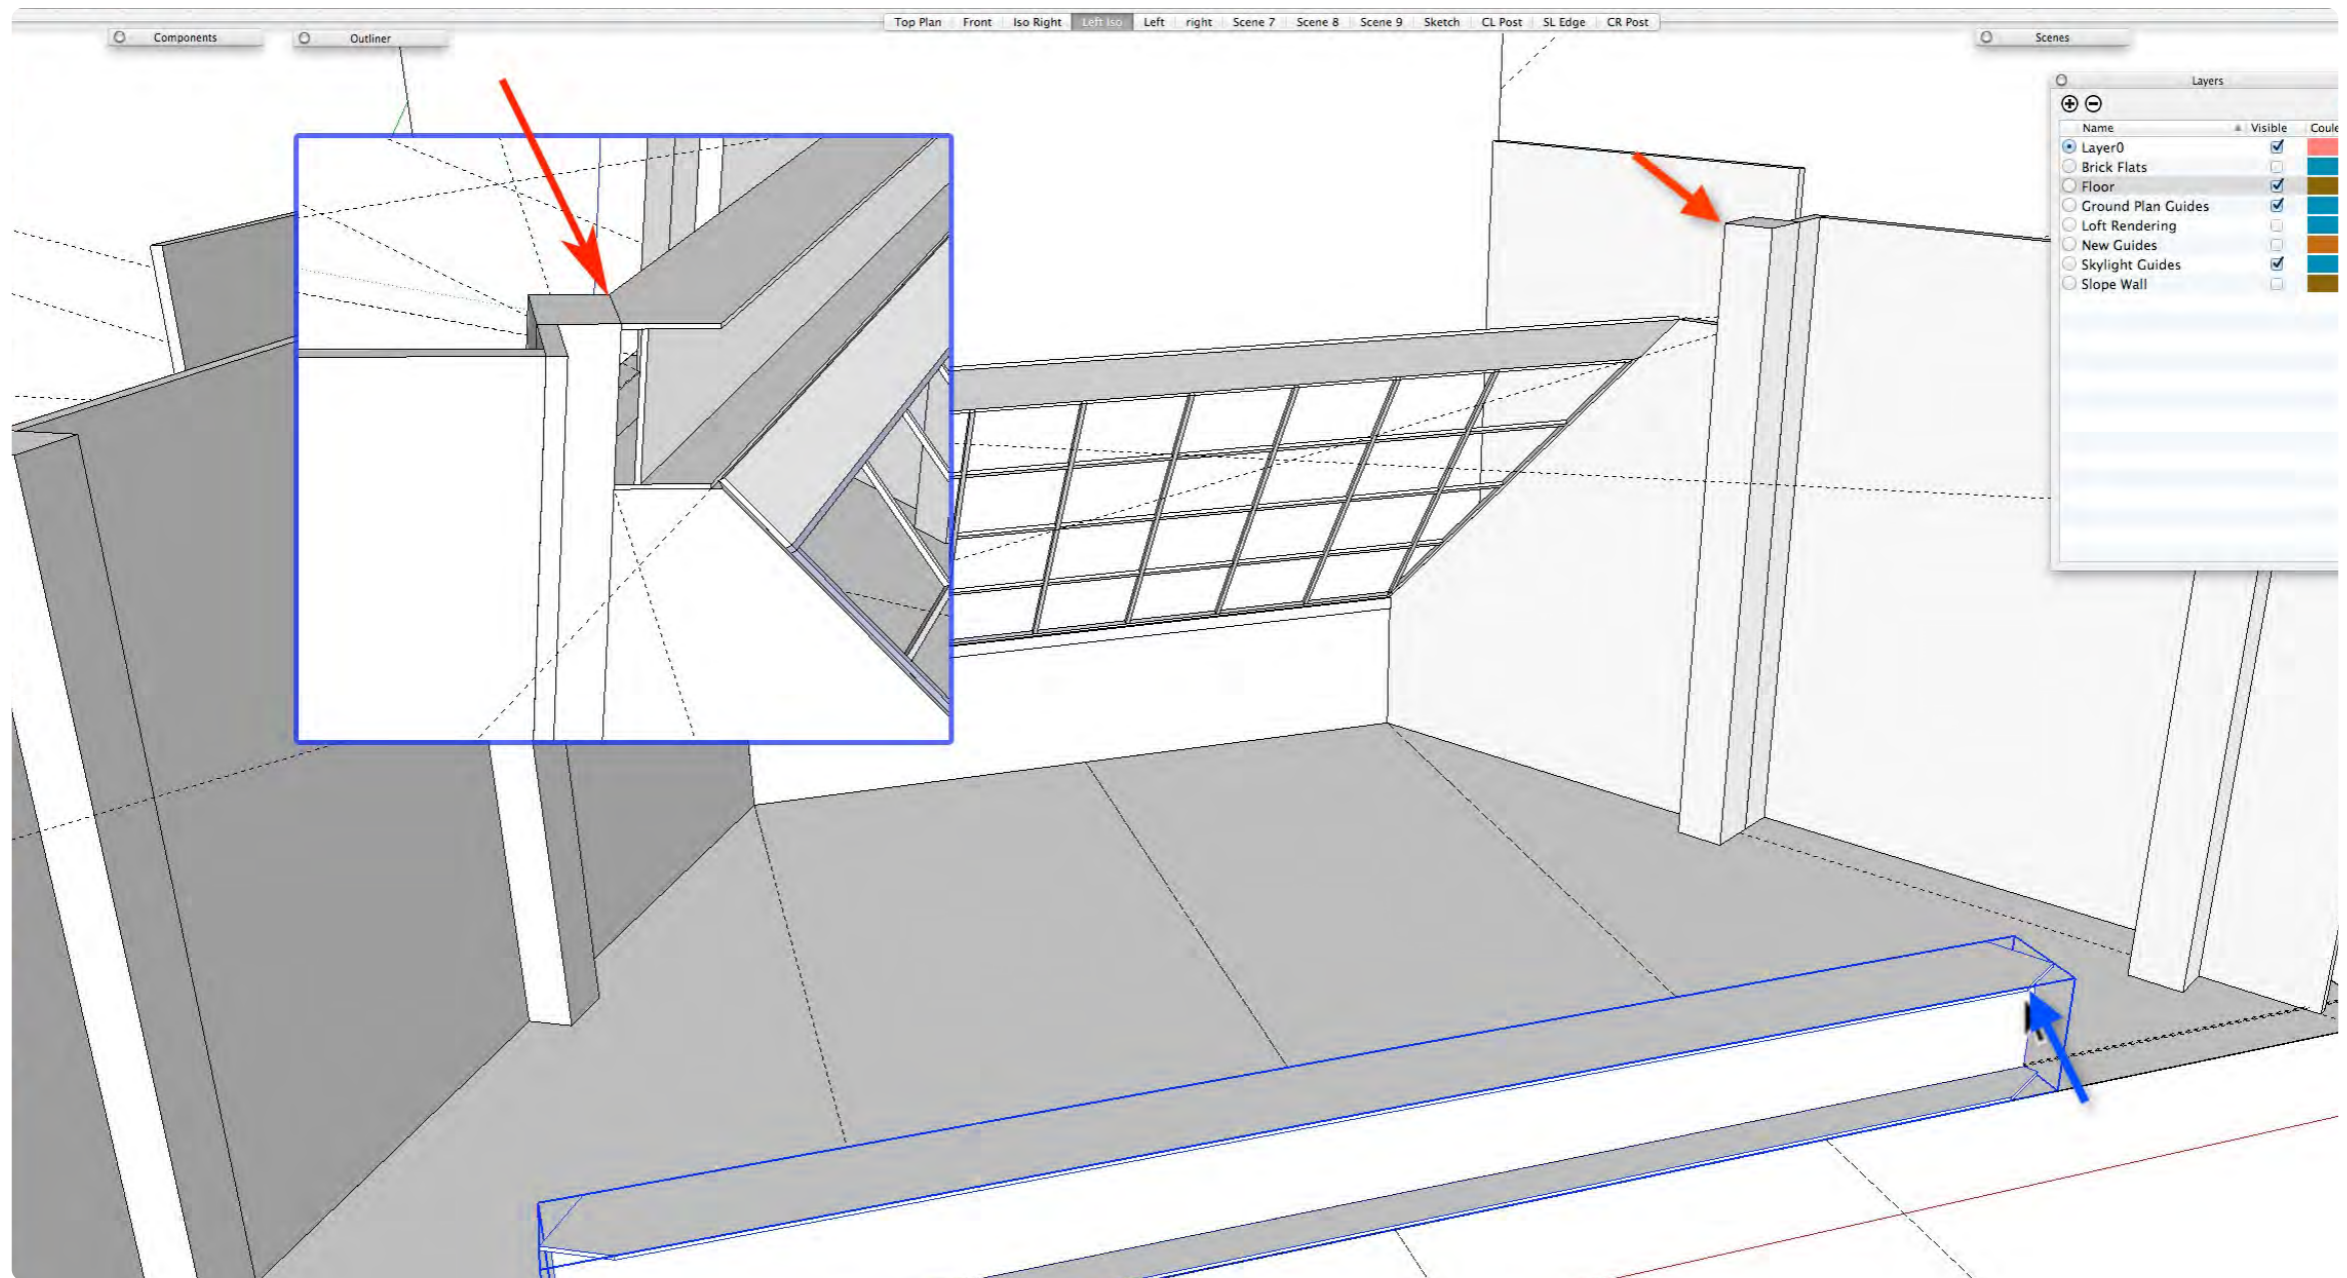 Top Plan Front Iso Right Left Iso Left right Scene 7 Scene 8 Scene 9 Sketch CL Post SL Edge CR Post
Components Outliner Scenes
Layers
Name Visible Coule
Layer0
Brick Flats
Floor
Ground Plan Guides
Loft Rendering
New Guides
Skylight Guides
Slope Wall